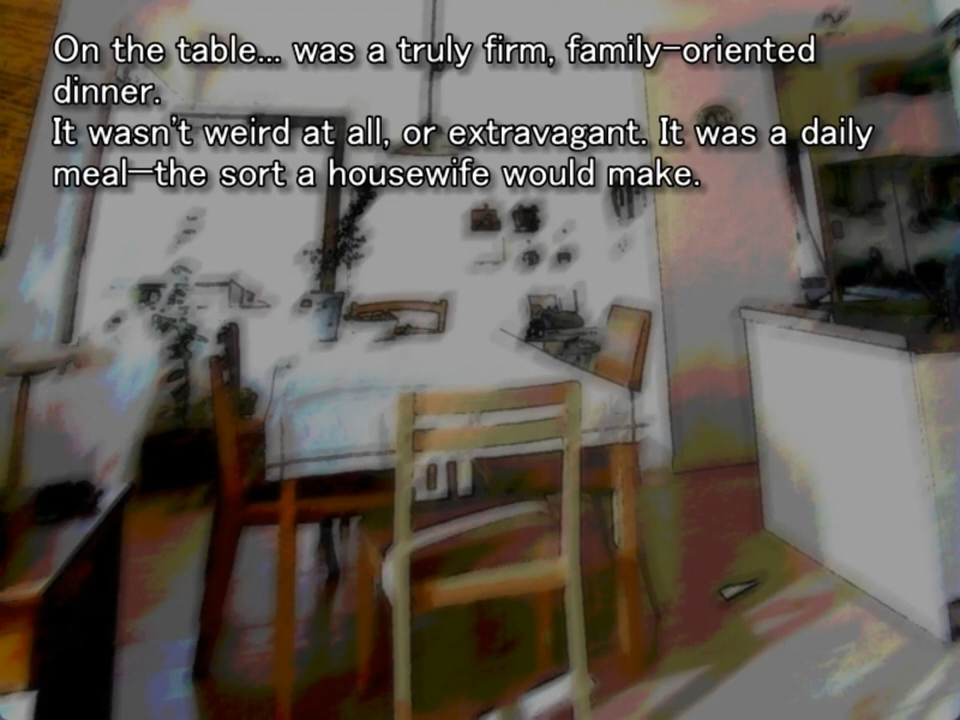 On the table... was a truly firm, family–oriented
dinner.
It wasn't weird at all, or extravagant. It was a daily
meal—the sort a housewife would make.